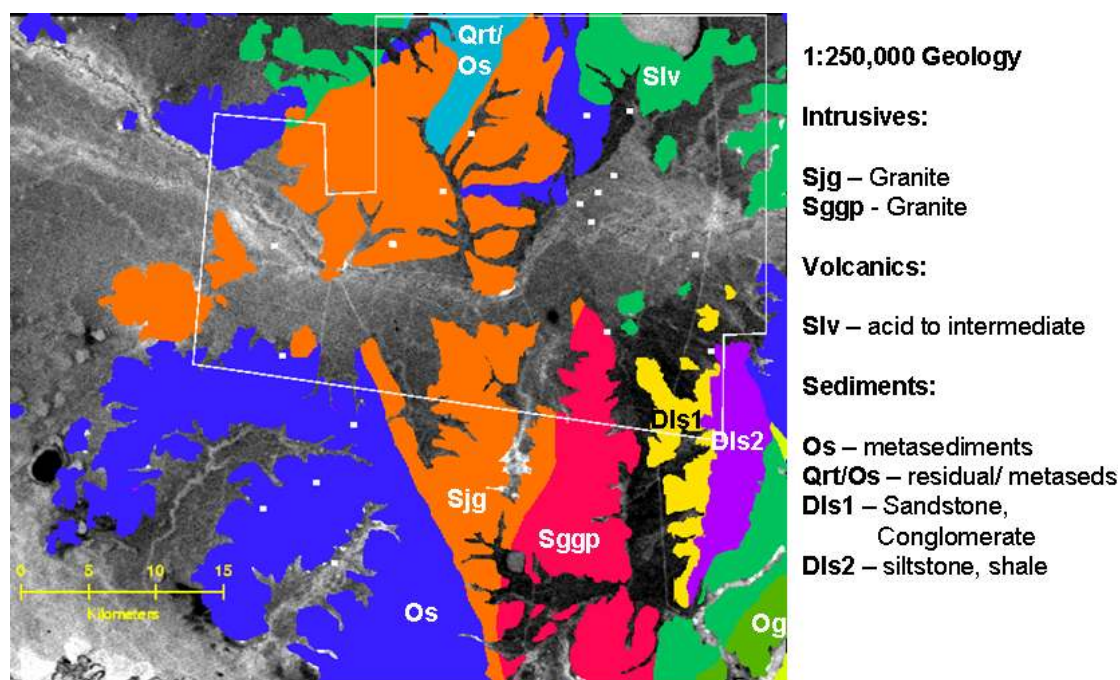 Qrt/
Os
Slv
Dls1
Dls2
Sjg
Sggp
Os
Og
0 5 10 15
Kilometers
1:250,000 Geology
Intrusives:
Sjg – Granite
Sggp - Granite
Volcanics:
Slv – acid to intermediate
Sediments:
Os – metasediments
Qrt/Os – residual/ metaseds
Dls1 – Sandstone,
Conglomerate
Dls2 – siltstone, shale